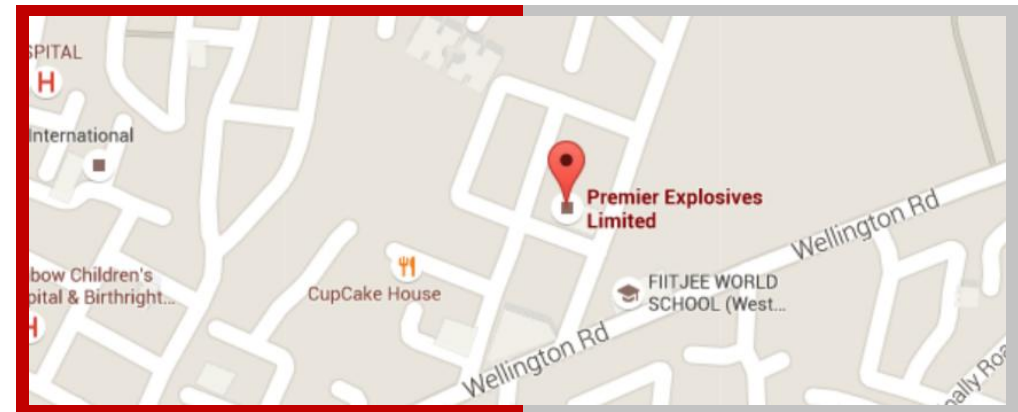 SPITAL
H
International
Premier Explosives
Limited
Wellington Rd
bow Children's
pital & Birthright...
H
CupCake House
FIITJEE WORLD
SCHOOL (West...
Wellington Rd